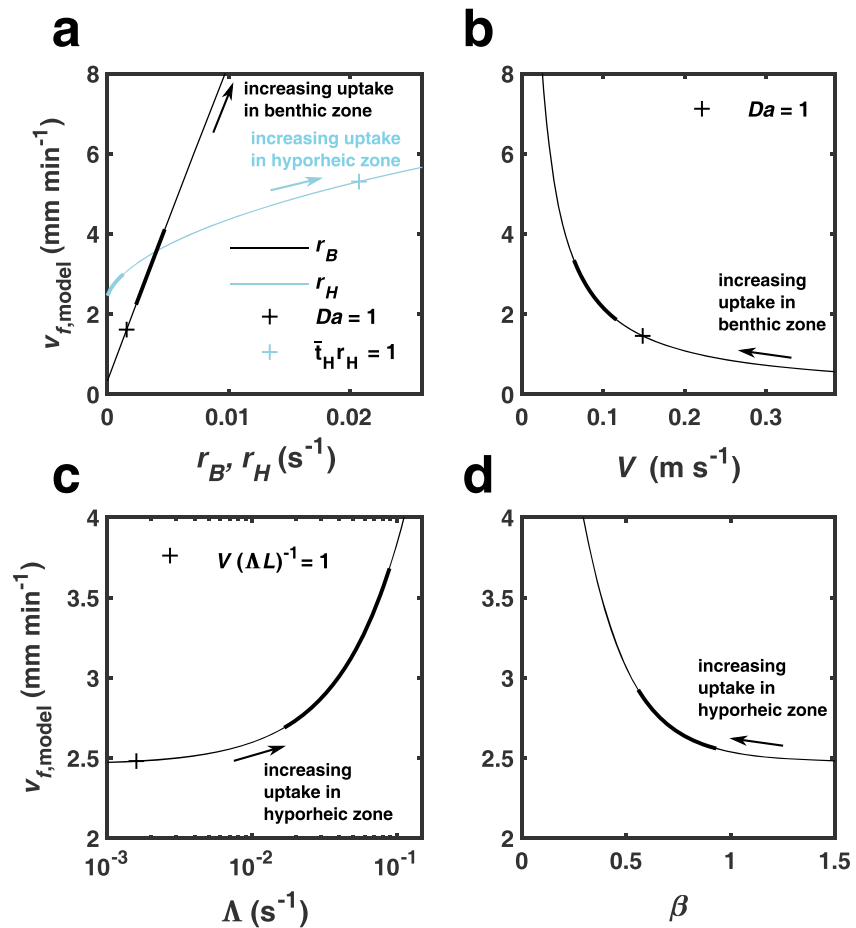 a
b
8
6
4
2
0
v_f,model (mm min⁻¹)
increasing uptake
in benthic zone
increasing uptake
in hyporheic zone
r_B
r_H
Da = 1
t̄_H r_H = 1
0 0.01 0.02
r_B, r_H (s⁻¹)
8
6
4
2
0
Da = 1
increasing
uptake in
benthic zone
0 0.1 0.2 0.3
V (m s⁻¹)
c
d
4
3.5
3
2.5
2
v_f,model (mm min⁻¹)
V (Λ L)⁻¹ = 1
increasing
uptake in
hyporheic zone
10⁻³ 10⁻² 10⁻¹
Λ (s⁻¹)
4
3.5
3
2.5
2
increasing
uptake in
hyporheic zone
0 0.5 1 1.5
β